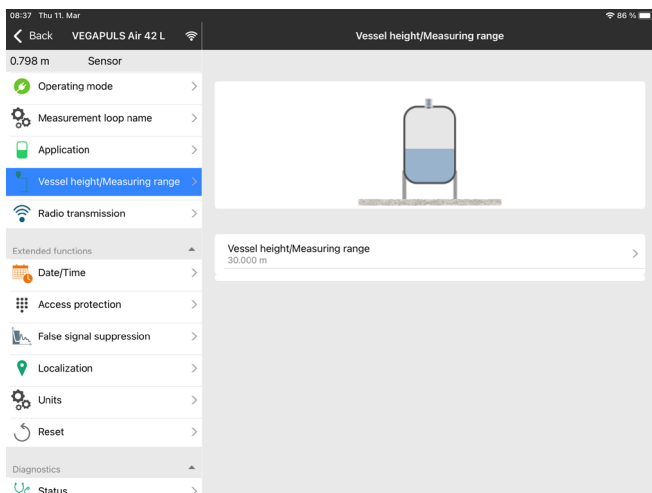 08:37 Thu 11. Mar
86 %
Back VEGAPULS Air 42 L
Vessel height/Measuring range
0.798 m Sensor
Operating mode
Measurement loop name
Application
Vessel height/Measuring range
Radio transmission
Extended functions
Date/Time
Access protection
False signal suppression
Localization
Units
Reset
Diagnostics
Status
Vessel height/Measuring range
30.000 m